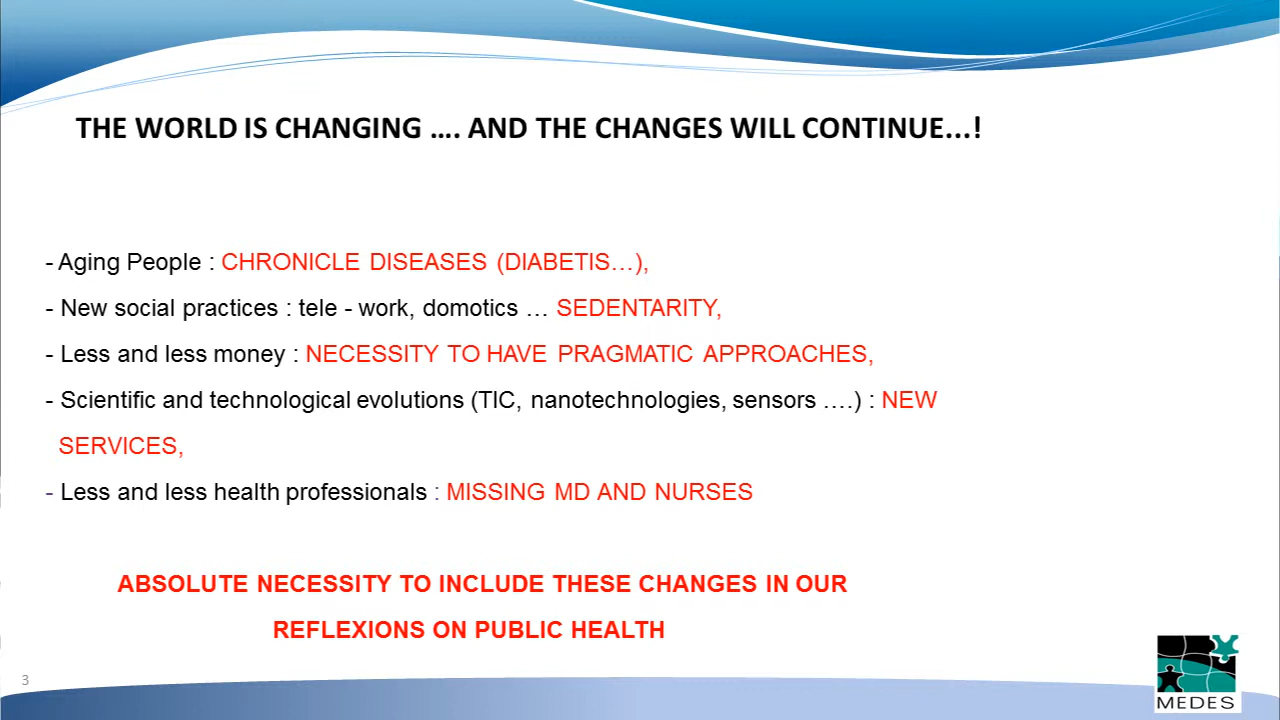 THE WORLD IS CHANGING .... AND THE CHANGES WILL CONTINUE...!
- Aging People : CHRONICLE DISEASES (DIABETIS…),
- New social practices : tele - work, domotics … SEDENTARITY,
- Less and less money : NECESSITY TO HAVE PRAGMATIC APPROACHES,
- Scientific and technological evolutions (TIC, nanotechnologies, sensors ….) : NEW
SERVICES,
- Less and less health professionals : MISSING MD AND NURSES
ABSOLUTE NECESSITY TO INCLUDE THESE CHANGES IN OUR
REFLEXIONS ON PUBLIC HEALTH
3
MEDES